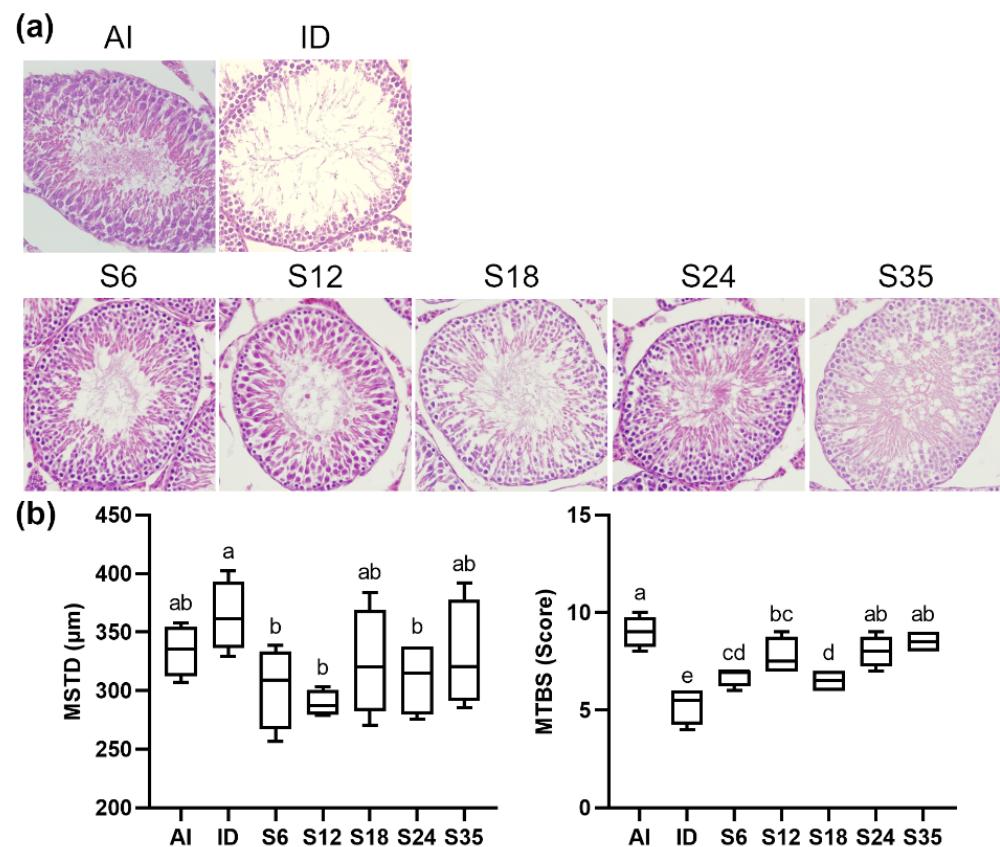 (a)
AI ID
S6 S12 S18 S24 S35
(b)
MSTD (µm)
450
400
350
300
250
200
ab a b b ab b ab
AI ID S6 S12 S18 S24 S35
MTBS (Score)
15
10
5
0
a e cd bc d ab ab
AI ID S6 S12 S18 S24 S35